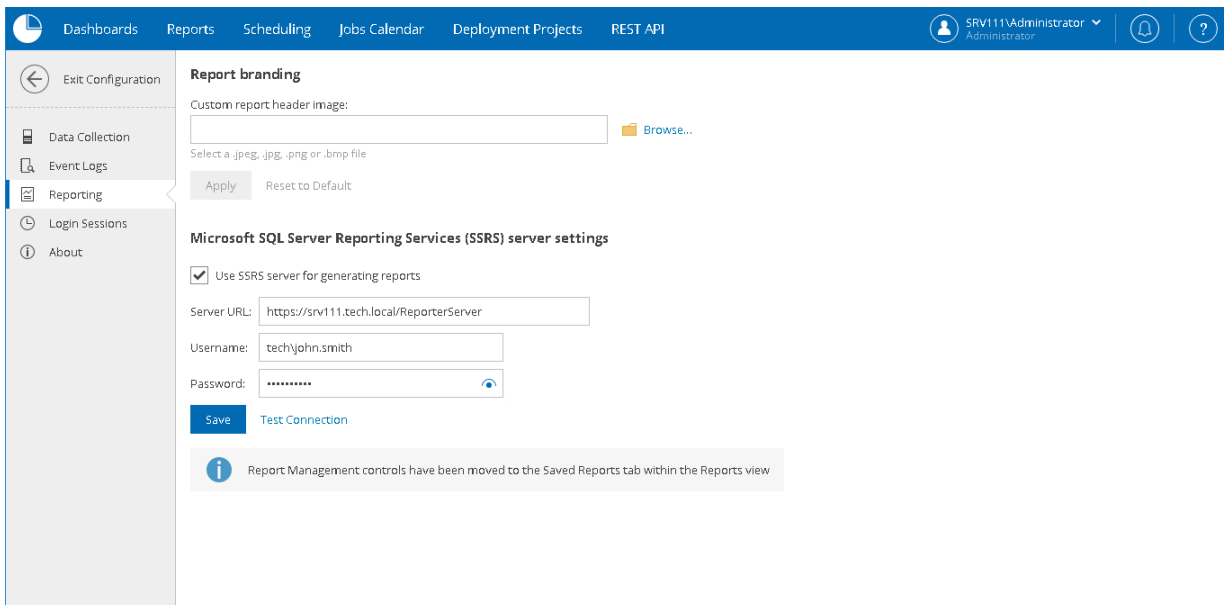 Dashboards Reports Scheduling Jobs Calendar Deployment Projects REST API SRV111\Administrator
Administrator
?
Exit Configuration
Data Collection
Event Logs
Reporting
Login Sessions
About
Report branding
Custom report header image:
Browse...
Select a .jpeg, .jpg, .png or .bmp file
Apply Reset to Default
Microsoft SQL Server Reporting Services (SSRS) server settings
Use SSRS server for generating reports
Server URL: https://srv111.tech.local/ReporterServer
Username: tech\john.smith
Password: ••••••••••
Save Test Connection
Report Management controls have been moved to the Saved Reports tab within the Reports view